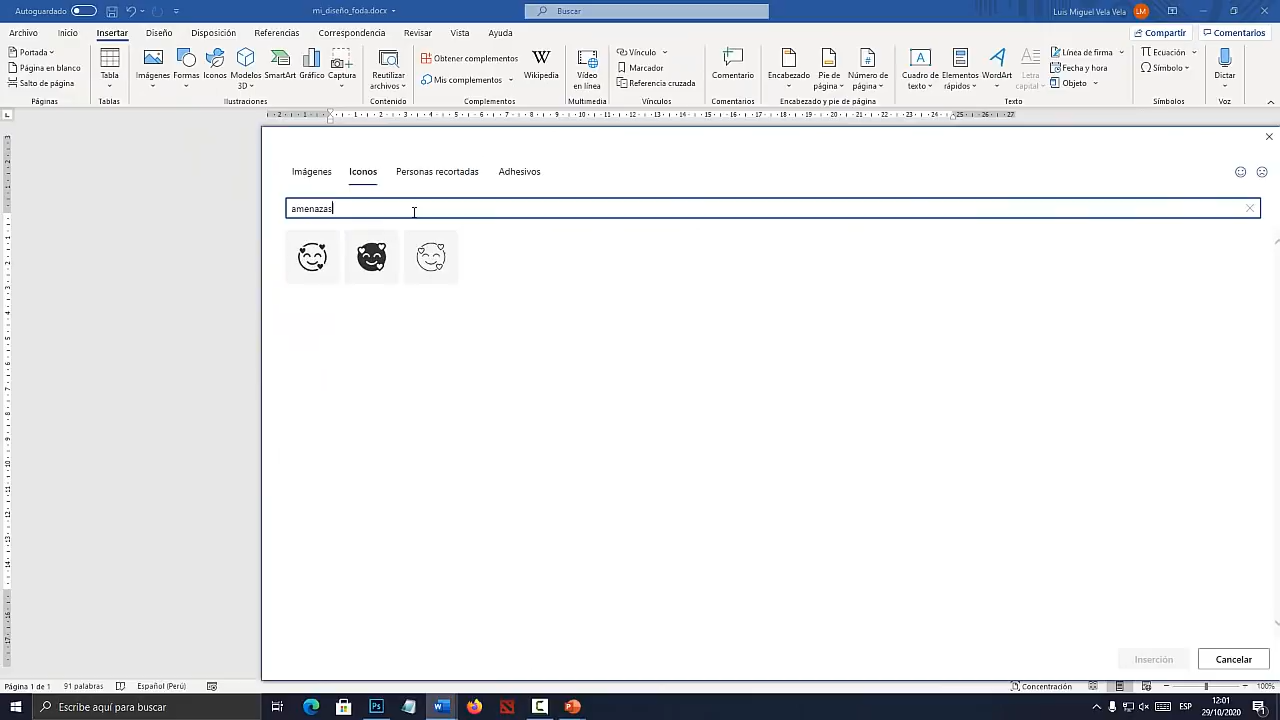 Autoguardado
mi_diseño_foda.docx
Buscar
Luis Miguel Vela Vela
LM
Archivo Inicio Insertar Diseño Disposición Referencias Correspondencia Revisar Vista Ayuda
Compartir Comentarios
Portada
Página en blanco
Salto de página
Páginas
Tabla
Tablas
Imágenes Formas Iconos Modelos 3D SmartArt Gráfico Captura
Ilustraciones
Reutilizar archivos
Contenido
Obtener complementos
Mis complementos
Wikipedia
Complementos
Vídeo en línea
Multimedia
Vínculo
Marcador
Referencia cruzada
Vínculos
Comentario
Comentarios
Encabezado Pie de página Número de página
Encabezado y pie de página
Cuadro de texto Elementos rápidos WordArt Letra capital
Línea de firma
Fecha y hora
Objeto
Texto
Ecuación
Símbolo
Símbolos
Dictar
Voz
Imágenes Iconos Personas recortadas Adhesivos
amenazas
Inserción Cancelar
Página 1 de 1 91 palabras Español (Perú)
Concentración
100%
Escribe aquí para buscar
ESP
12:01
29/10/2020